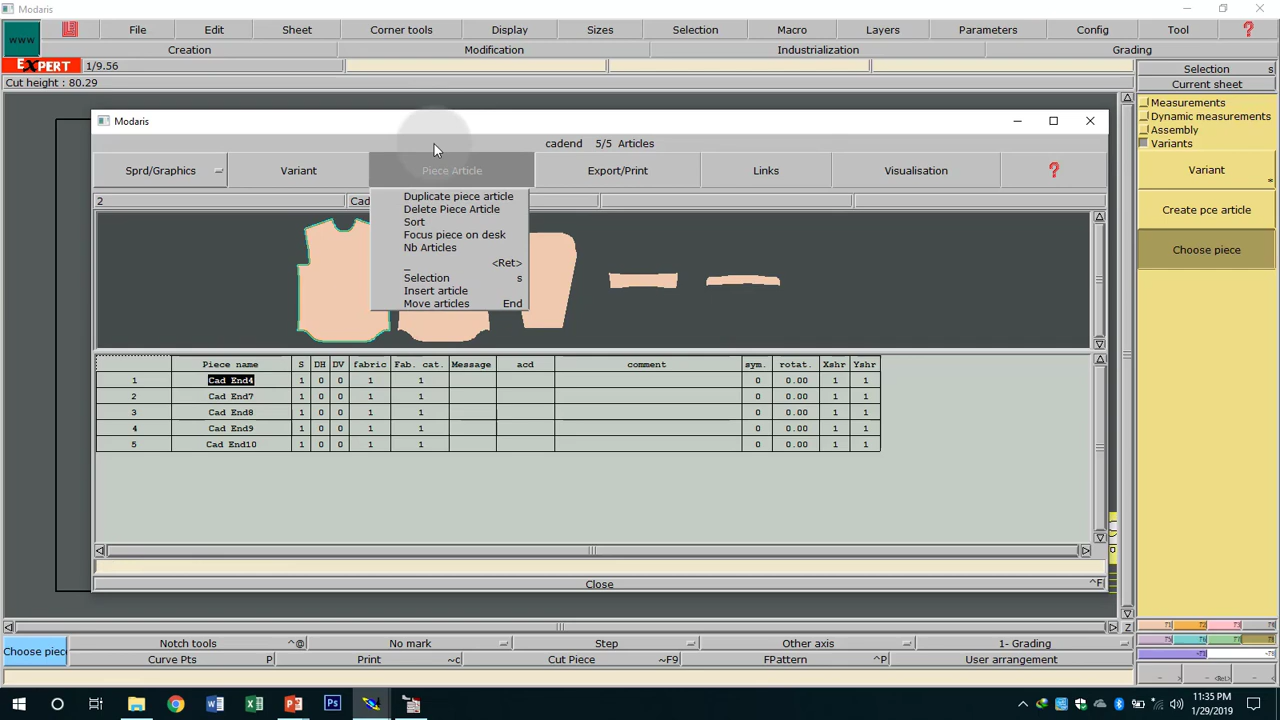 Modaris
www File Edit Sheet Corner tools Display Sizes Selection Macro Layers Parameters Config Tool ?
Creation Modification Industrialization Grading
EXPERT 1/9.56
Selection s
Cut height : 80.29
Current sheet
Measurements
Dynamic measurements
Assembly
Variants
Variant *
Create pce article
Choose piece
Modaris
cadend 5/5 Articles
Sprd/Graphics Variant Piece Article Export/Print Links Visualisation ?
2 Cad
Duplicate piece article
Delete Piece Article
Sort
Focus piece on desk
Nb Articles
_ <Ret>
Selection s
Insert article
Move articles End
Piece name S DH DV fabric Fab. cat. Message acd comment sym. rotat. Xshr Yshr
1 Cad End4 1 0 0 1 1 0 0.00 1 1
2 Cad End7 1 0 0 1 1 0 0.00 1 1
3 Cad End8 1 0 0 1 1 0 0.00 1 1
4 Cad End9 1 0 0 1 1 0 0.00 1 1
5 Cad End10 1 0 0 1 1 0 0.00 1 1
Close ^F
Z
Choose piec
Notch tools ^@ No mark Step Other axis 1- Grading
Curve Pts P Print ~c Cut Piece ~F9 FPattern ^P User arrangement
11:35 PM
1/29/2019